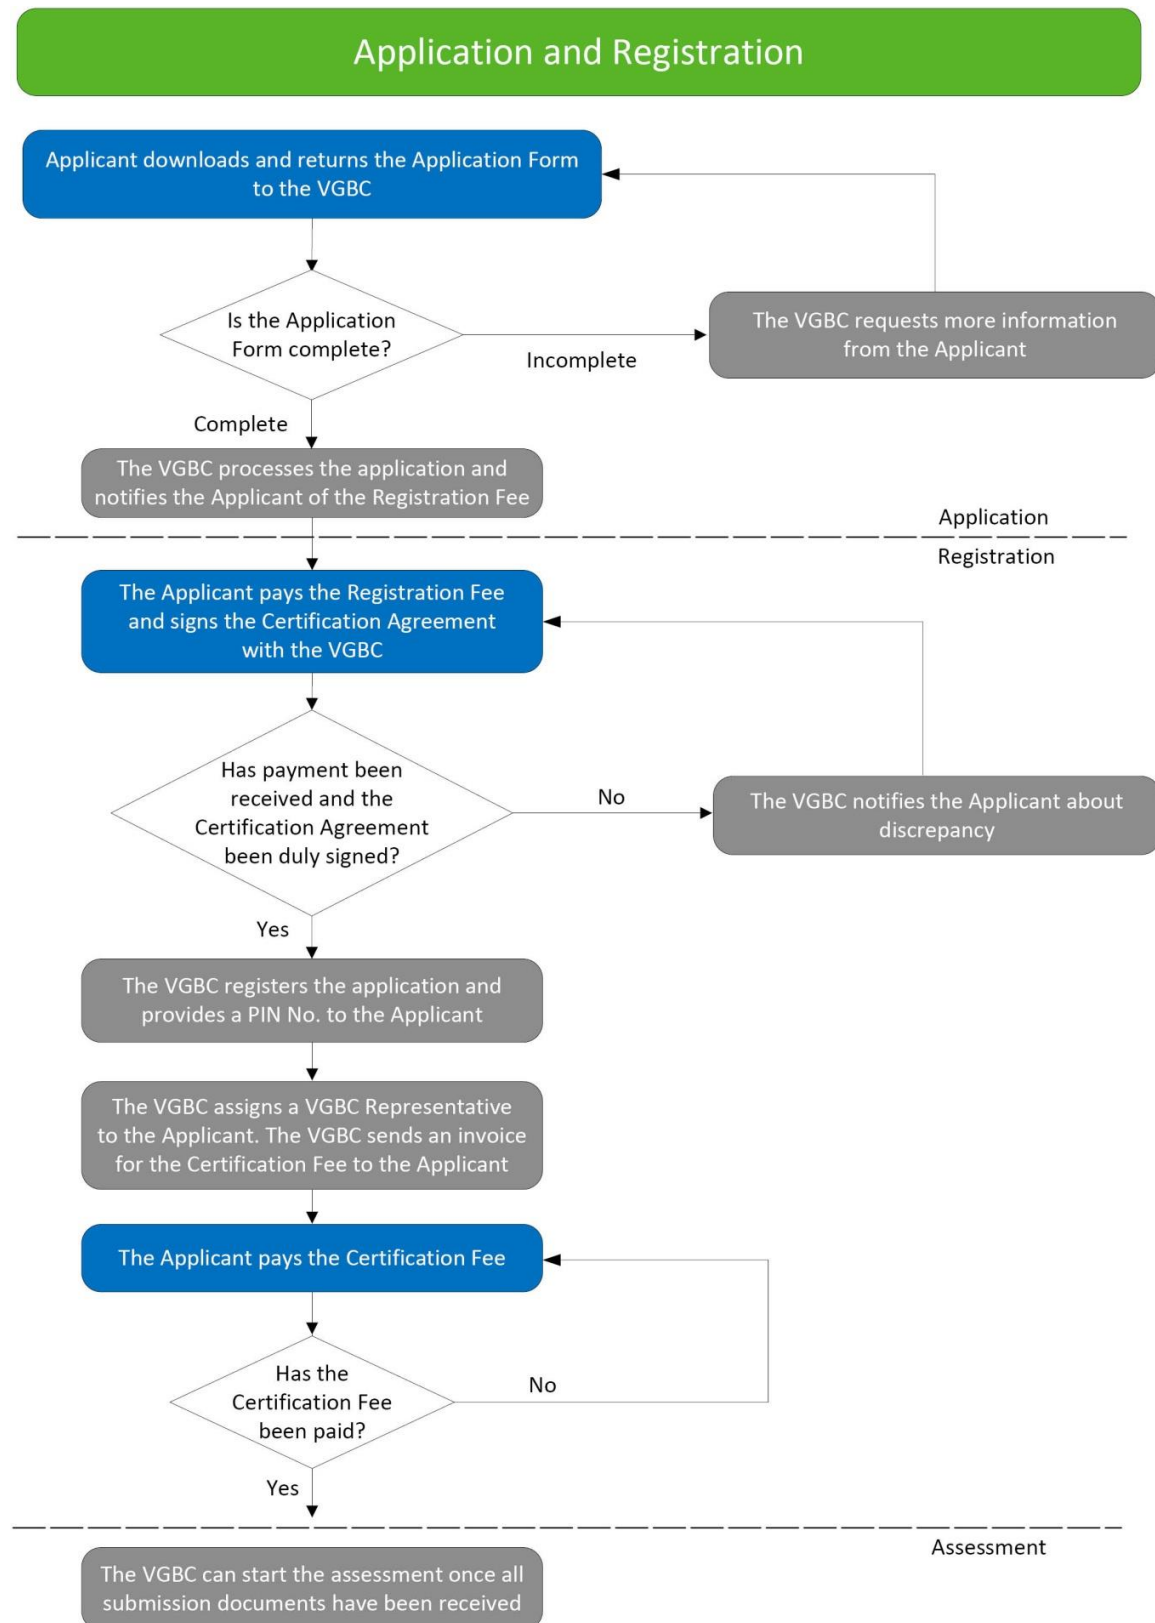 Application and Registration
Applicant downloads and returns the Application Form
to the VGBC
Is the Application
Form complete?
Incomplete
The VGBC requests more information
from the Applicant
Complete
The VGBC processes the application and
notifies the Applicant of the Registration Fee
Application
Registration
The Applicant pays the Registration Fee
and signs the Certification Agreement
with the VGBC
Has payment been
received and the
Certification Agreement
been duly signed?
No
The VGBC notifies the Applicant about
discrepancy
Yes
The VGBC registers the application and
provides a PIN No. to the Applicant
The VGBC assigns a VGBC Representative
to the Applicant. The VGBC sends an invoice
for the Certification Fee to the Applicant
The Applicant pays the Certification Fee
Has the
Certification Fee
been paid?
No
Yes
Assessment
The VGBC can start the assessment once all
submission documents have been received